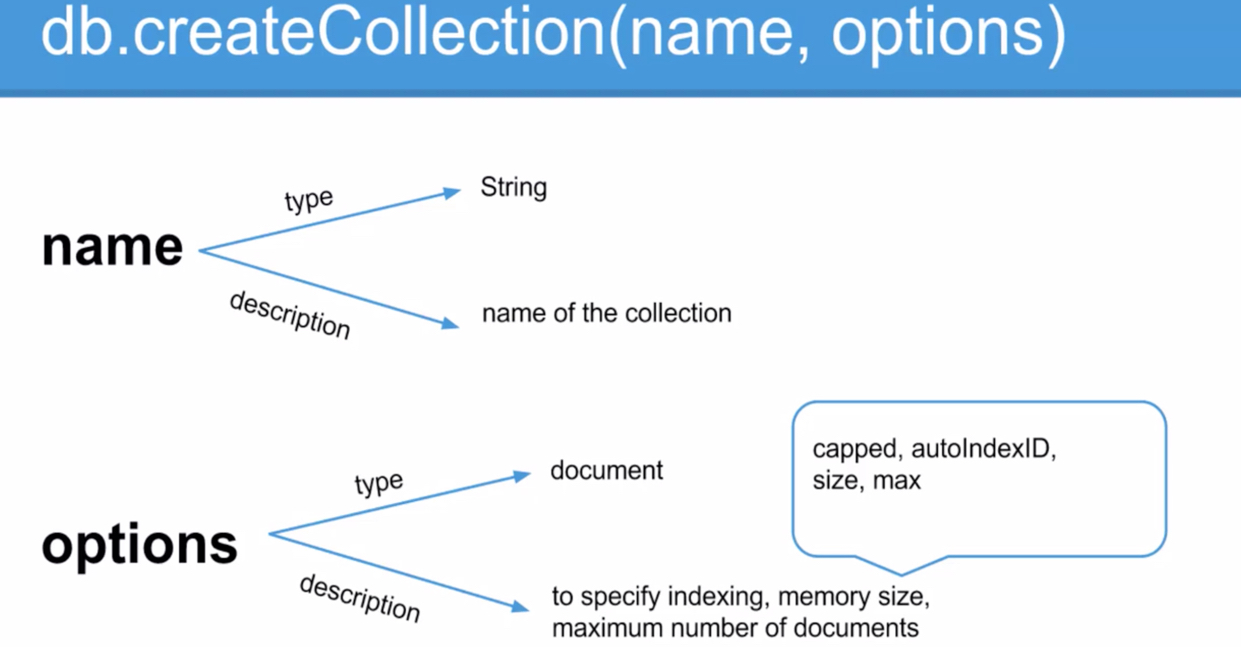 db.createCollection(name, options)
type
String
name
description
name of the collection
capped, autoIndexID,
size, max
type
document
options
description
to specify indexing, memory size,
maximum number of documents